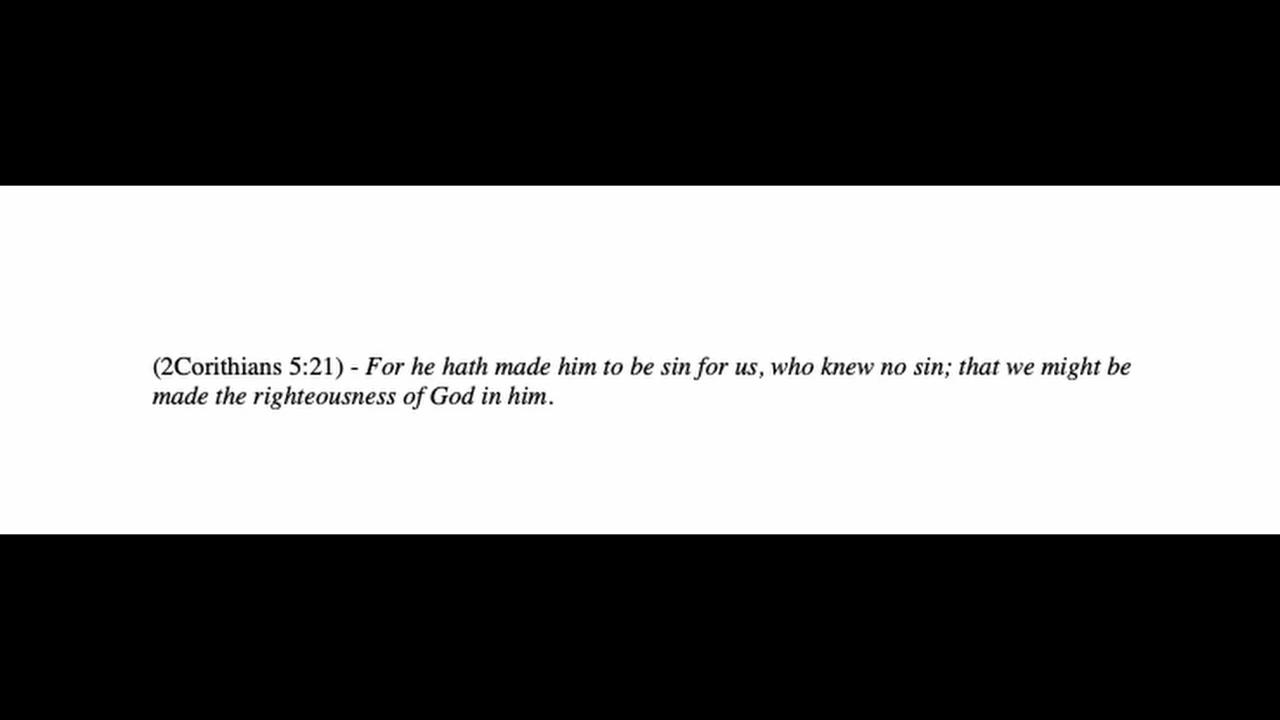 (2Corithians 5:21) - For he hath made him to be sin for us, who knew no sin; that we might be
made the righteousness of God in him.